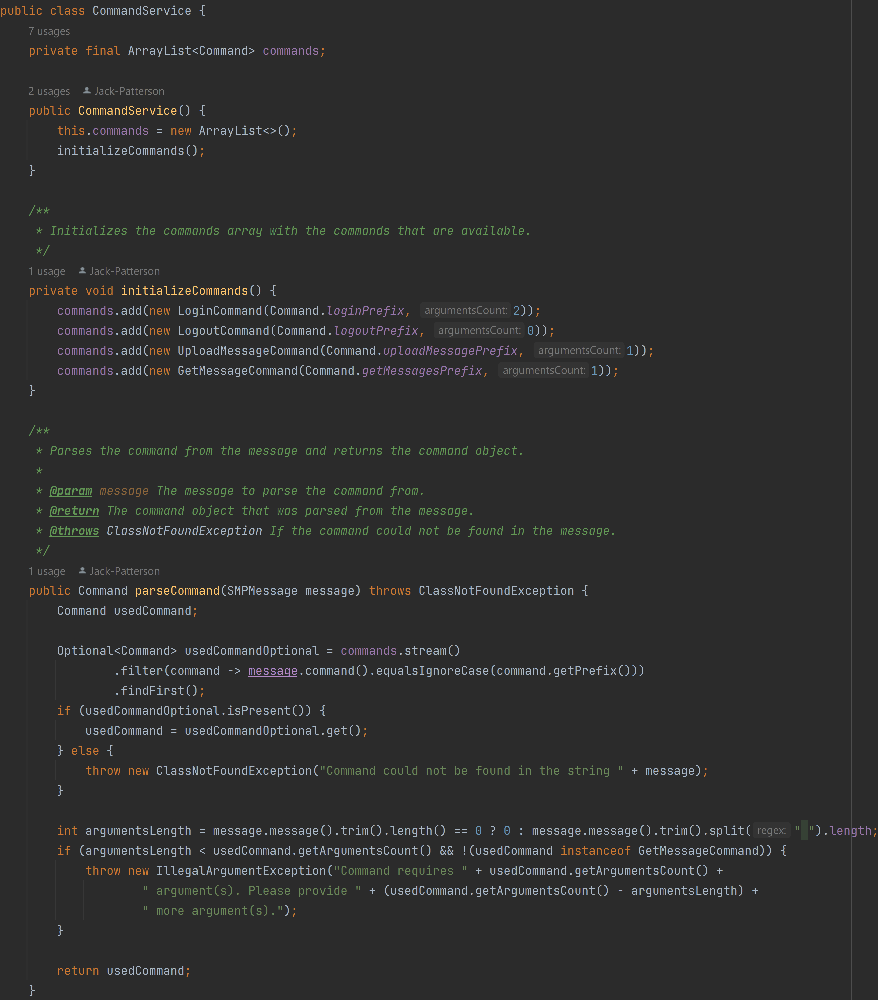 public class CommandService {
7 usages
private final ArrayList<Command> commands;
2 usages Jack-Patterson
public CommandService() {
this.commands = new ArrayList<>();
initializeCommands();
}
/**
* Initializes the commands array with the commands that are available.
*/
1 usage Jack-Patterson
private void initializeCommands() {
commands.add(new LoginCommand(Command.loginPrefix, argumentsCount: 2));
commands.add(new LogoutCommand(Command.logoutPrefix, argumentsCount: 0));
commands.add(new UploadMessageCommand(Command.uploadMessagePrefix, argumentsCount: 1));
commands.add(new GetMessageCommand(Command.getMessagesPrefix, argumentsCount: 1));
}
/**
* Parses the command from the message and returns the command object.
*
* @param message The message to parse the command from.
* @return The command object that was parsed from the message.
* @throws ClassNotFoundException If the command could not be found in the message.
*/
1 usage Jack-Patterson
public Command parseCommand(SMPMessage message) throws ClassNotFoundException {
Command usedCommand;
Optional<Command> usedCommandOptional = commands.stream()
.filter(command -> message.command().equalsIgnoreCase(command.getPrefix()))
.findFirst();
if (usedCommandOptional.isPresent()) {
usedCommand = usedCommandOptional.get();
} else {
throw new ClassNotFoundException("Command could not be found in the string " + message);
}
int argumentsLength = message.message().trim().length() == 0 ? 0 : message.message().trim().split( regex: " ").length;
if (argumentsLength < usedCommand.getArgumentsCount() && !(usedCommand instanceof GetMessageCommand)) {
throw new IllegalArgumentException("Command requires " + usedCommand.getArgumentsCount() +
" argument(s). Please provide " + (usedCommand.getArgumentsCount() - argumentsLength) +
" more argument(s).");
}
return usedCommand;
}